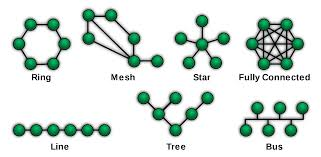 Ring
Mesh
Star
Fully Connected
Line
Tree
Bus